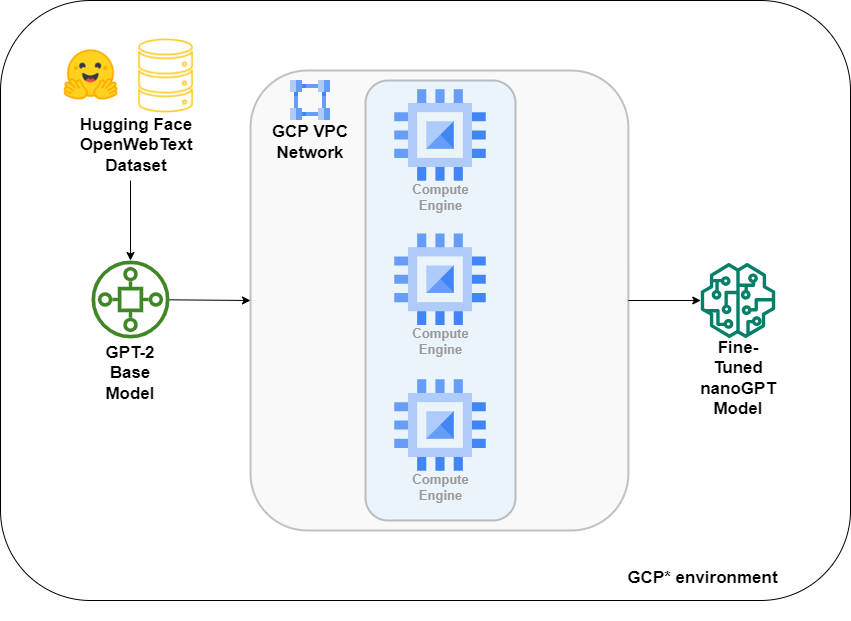 Hugging Face
OpenWebText
Dataset
GCP VPC
Network
Compute
Engine
Compute
Engine
Compute
Engine
GPT-2
Base
Model
Fine-
Tuned
nanoGPT
Model
GCP* environment